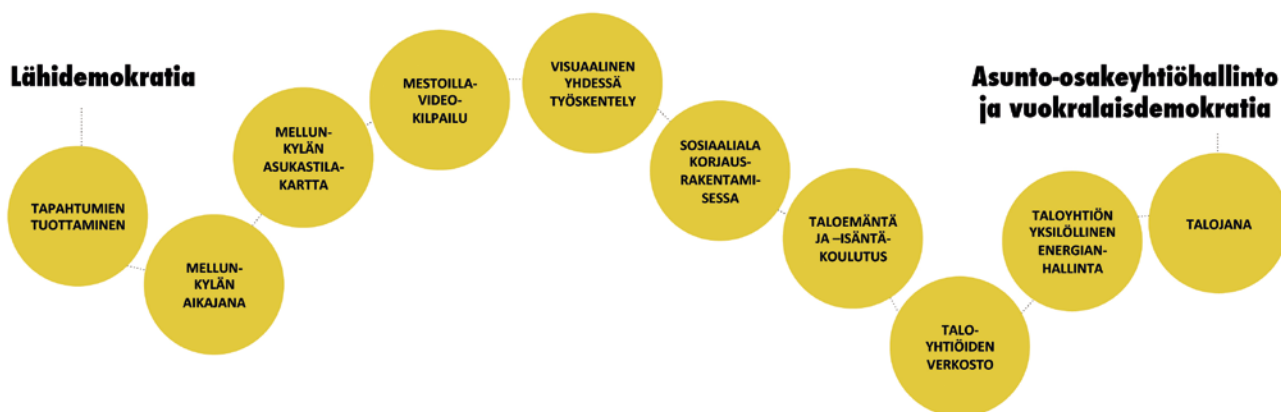 Lähidemokratia
TAPAHTUMIEN
TUOTTAMINEN
MELLUN-
KYLÄN
AIKAJANA
MELLUN-
KYLÄN
ASUKASTILA-
KARTTA
MESTOILLA-
VIDEO-
KILPAILU
VISUAALINEN
YHDESSÄ
TYÖSKENTELY
SOSIAALIALA
KORJAUS-
RAKENTAMI-
SESSA
TALOEMÄNTÄ
JA –ISÄNTÄ-
KOULUTUS
TALO-
YHTIÖIDEN
VERKOSTO
TALOYHTIÖN
YKSILÖLLINEN
ENERGIAN-
HALLINTA
TALOJANA
Asunto-osakeyhtiöhallinto
ja vuokralaisdemokratia